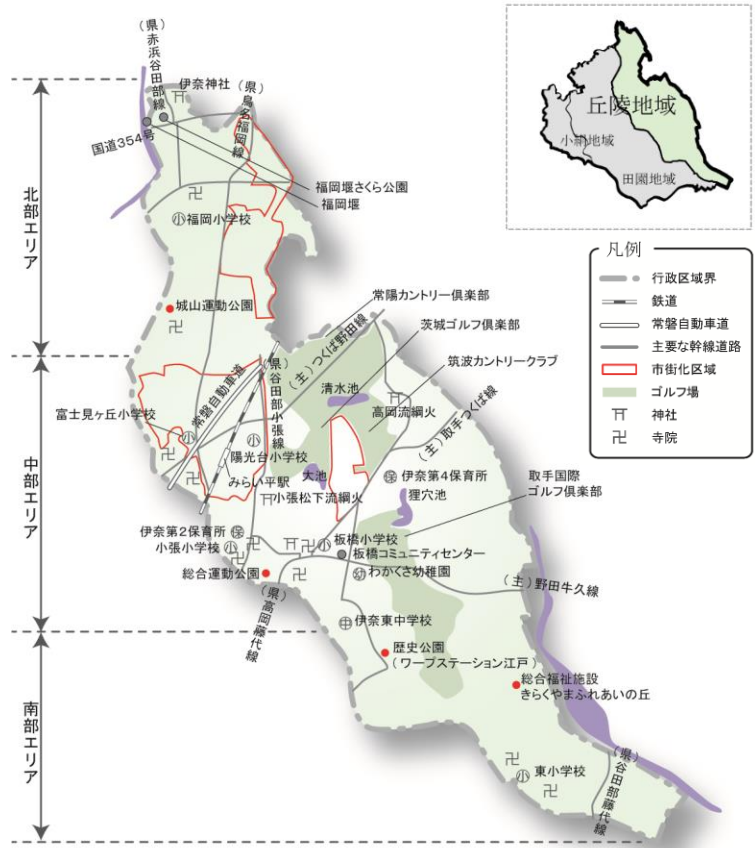 (県)赤浜谷田部線
伊奈神社
(県)鳥名福岡線
国道354号
福岡堰さくら公園
福岡堰
小福岡小学校
城山運動公園
北部エリア
中部エリア
南部エリア
丘陵地域
小絹地域
田園地域
凡例
行政区域界
鉄道
常磐自動車道
主要な幹線道路
市街化区域
ゴルフ場
神社
寺院
常陽カントリー倶楽部
茨城ゴルフ倶楽部
筑波カントリークラブ
(主)つくば野田線
清水池
高岡流綱火
(主)取手つくば線
常磐自動車道
(県)谷田部小張線
富士見ヶ丘小学校
小
小
陽光台小学校
みらい平駅
大池
小張松下流綱火
保伊奈第4保育所
狸穴池
取手国際
ゴルフ倶楽部
伊奈第2保育所保
小張小学校小
小板橋小学校
板橋コミュニティセンター
幼わかくさ幼稚園
総合運動公園
(県)高岡藤代線
(主)野田牛久線
中伊奈東中学校
歴史公園
(ワープステーション江戸)
総合福祉施設
きらくやまふれあいの丘
小東小学校
(県)谷田部藤代線